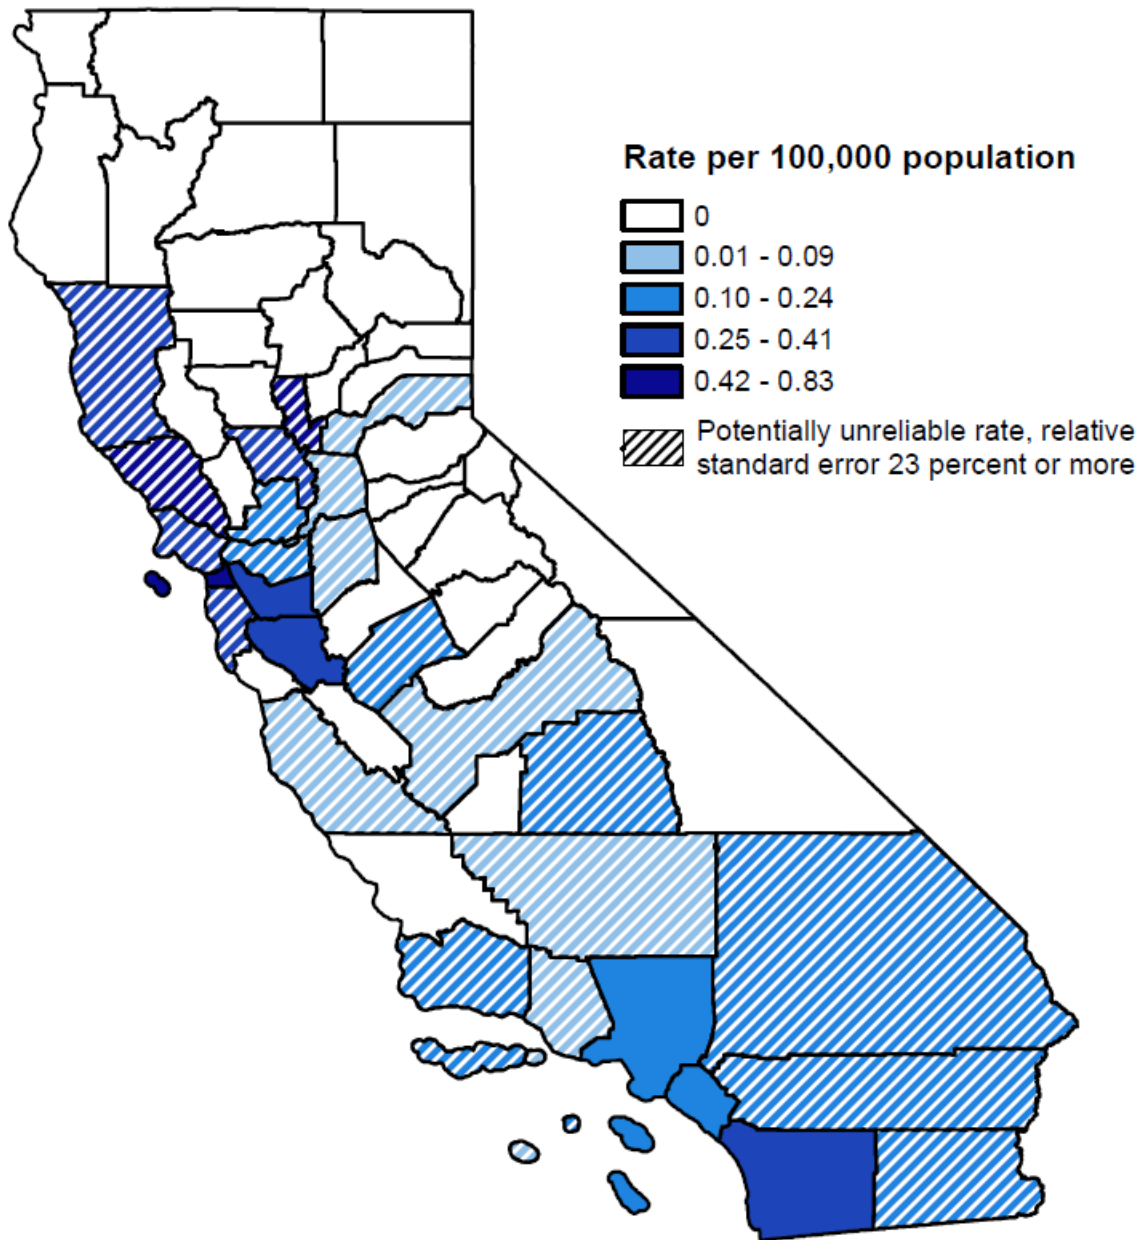 Rate per 100,000 population
0
0.01 - 0.09
0.10 - 0.24
0.25 - 0.41
0.42 - 0.83
Potentially unreliable rate, relative
standard error 23 percent or more